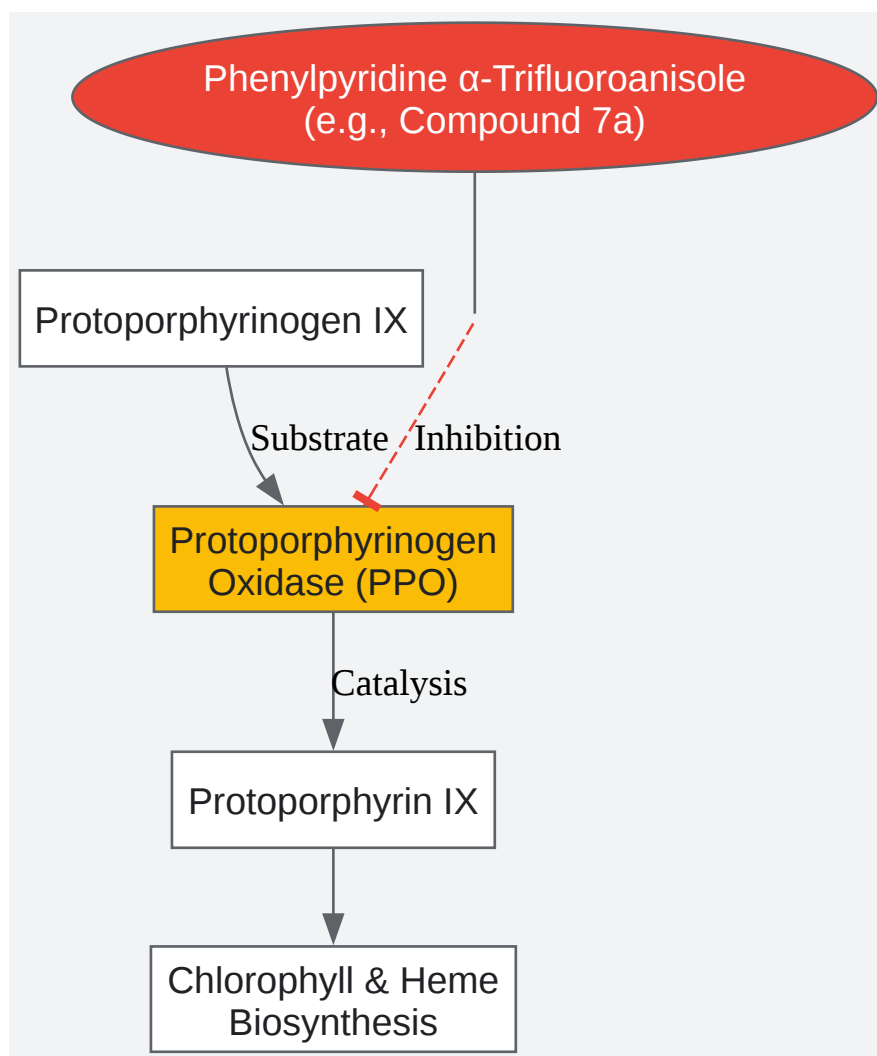 Phenylpyridine α-Trifluoroanisole
(e.g., Compound 7a)
Protoporphyrinogen IX
Substrate
Inhibition
Protoporphyrinogen
Oxidase (PPO)
Catalysis
Protoporphyrin IX
Chlorophyll & Heme
Biosynthesis